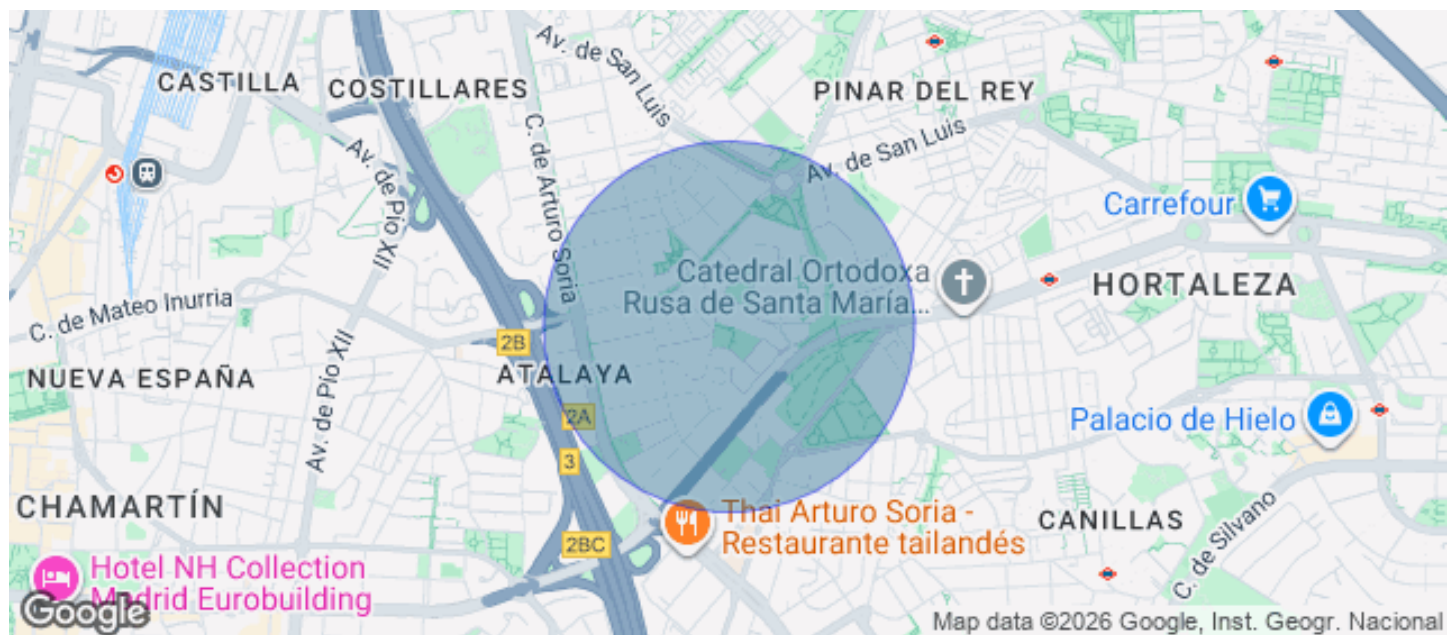 Av. de San Luis
CASTILLA
COSTILLARES
PINAR DEL REY
C. de Arturo Soria
Av. de San Luis
Av. de Pío XII
Carrefour
Catedral Ortodoxa
Rusa de Santa María...
HORTALEZA
C. de Mateo Inurria
2B
NUEVA ESPAÑA
ATALAYA
Av. de Pío XII
2A
Palacio de Hielo
3
CHAMARTÍN
Thai Arturo Soria -
Restaurante tailandés
CANILLAS
C. de Silvano
2BC
Hotel NH Collection
Madrid Eurobuilding
Google
Map data ©2026 Google, Inst. Geogr. Nacional